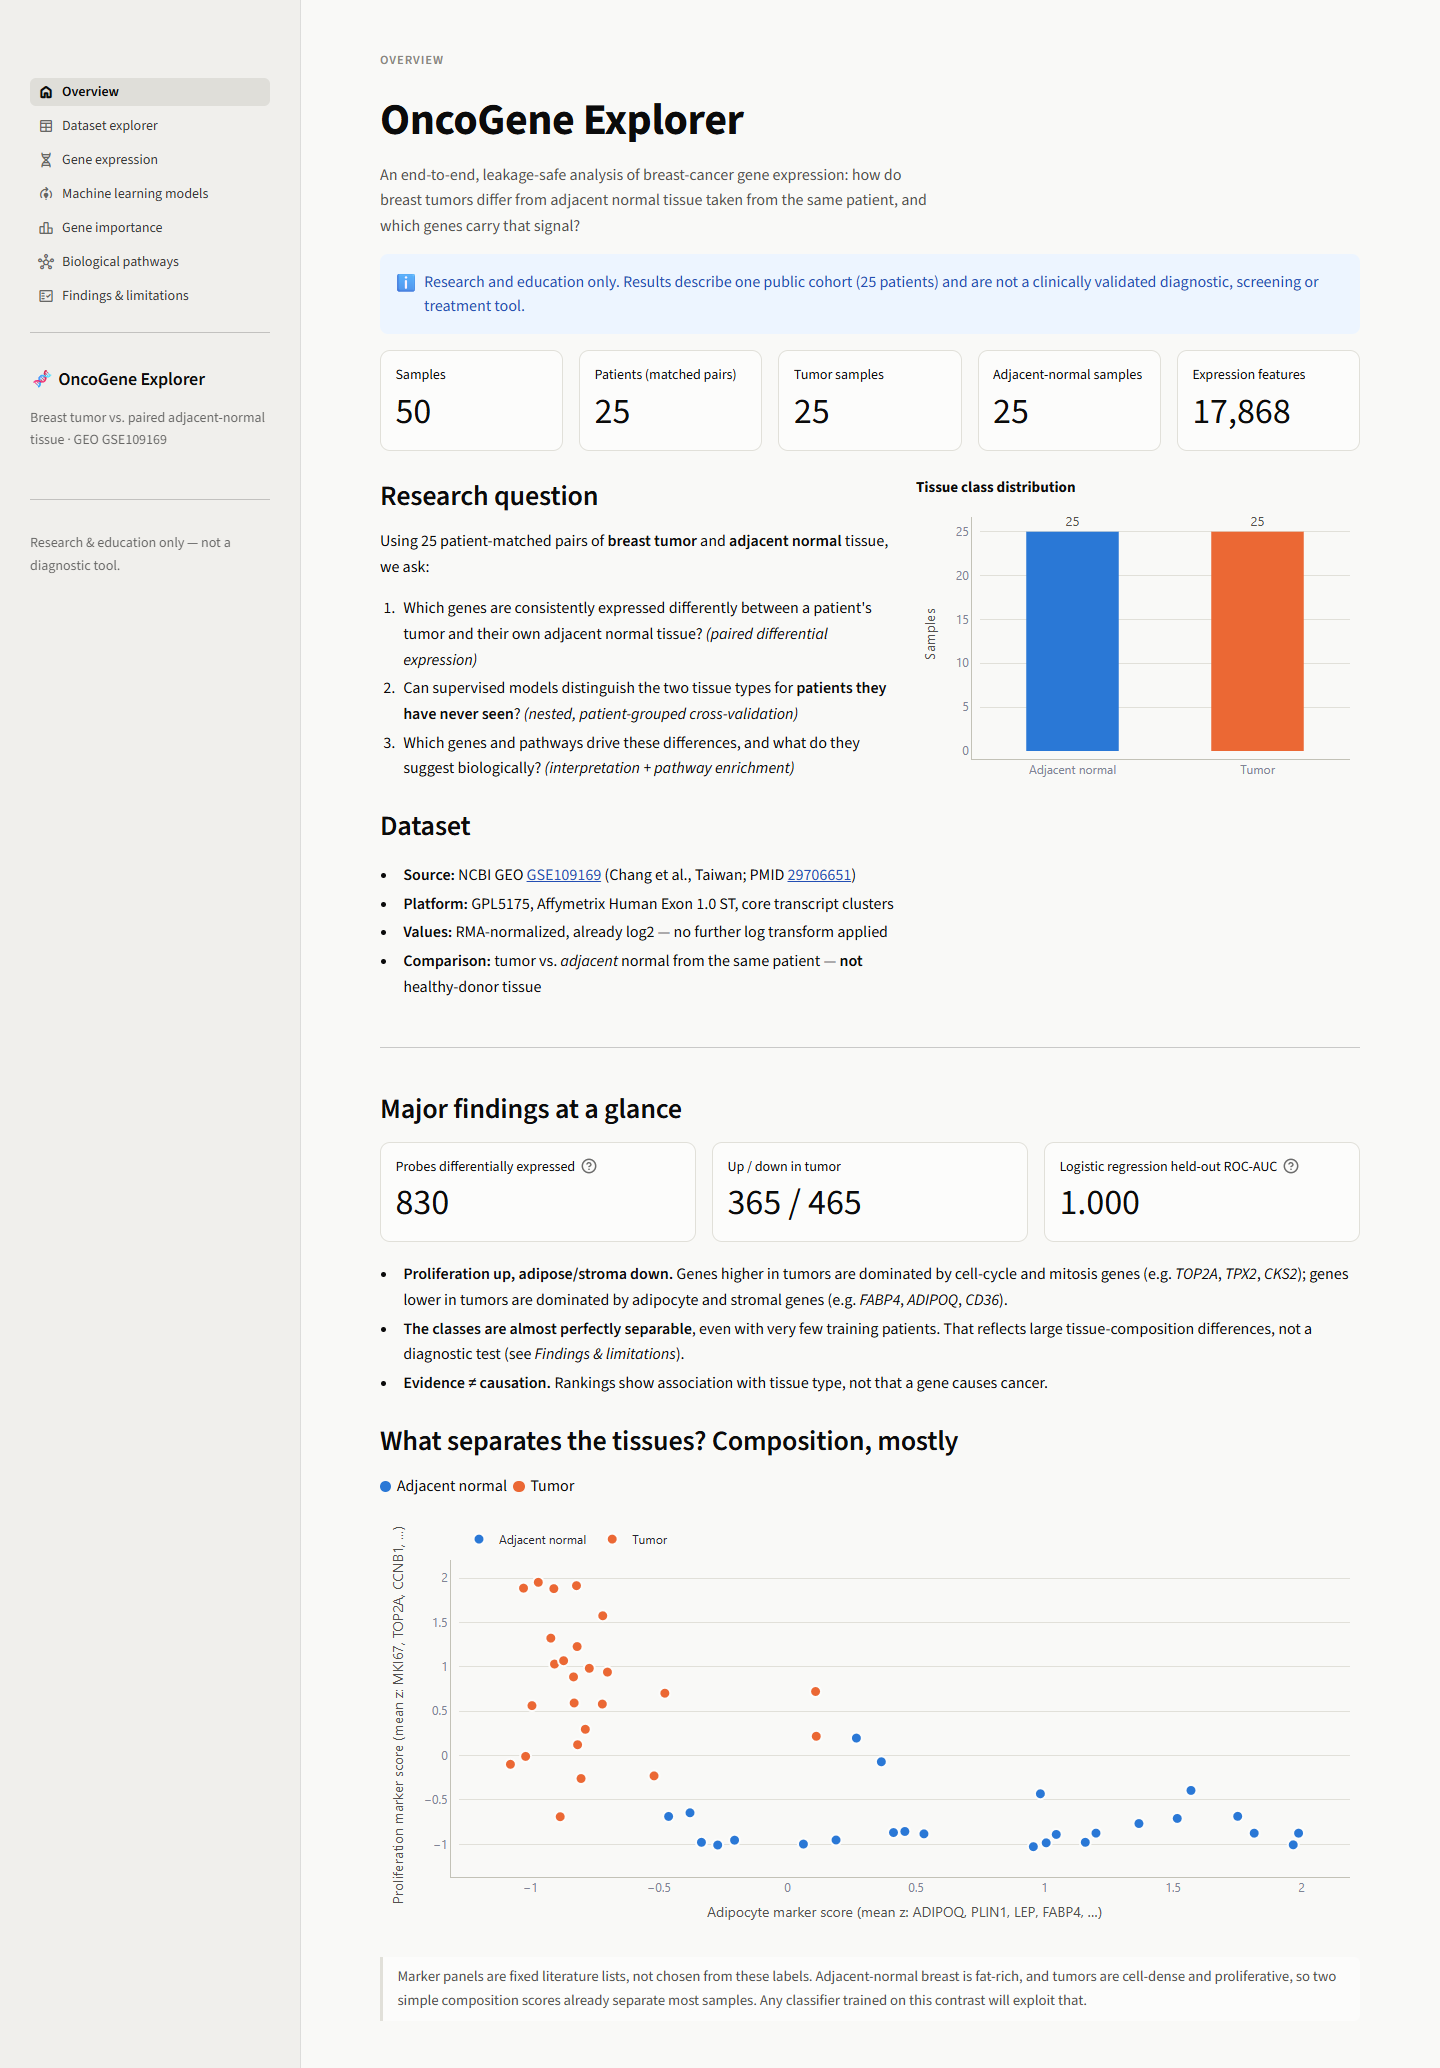 Overview
Dataset explorer
Gene expression
Machine learning models
Gene importance
Biological pathways
Findings & limitations
OncoGene Explorer
Breast tumor vs. paired adjacent-normal
tissue · GEO GSE109169
Research & education only — not a
diagnostic tool.
OVERVIEW
OncoGene Explorer
An end-to-end, leakage-safe analysis of breast-cancer gene expression: how do
breast tumors differ from adjacent normal tissue taken from the same patient, and
which genes carry that signal?
Research and education only. Results describe one public cohort (25 patients) and are not a clinically validated diagnostic, screening or
treatment tool.
Samples
50
Patients (matched pairs)
25
Tumor samples
25
Adjacent-normal samples
25
Expression features
17,868
Research question
Using 25 patient-matched pairs of breast tumor and adjacent normal tissue,
we ask:
1. Which genes are consistently expressed differently between a patient's
tumor and their own adjacent normal tissue? (paired differential
expression)
2. Can supervised models distinguish the two tissue types for patients they
have never seen? (nested, patient-grouped cross-validation)
3. Which genes and pathways drive these differences, and what do they
suggest biologically? (interpretation + pathway enrichment)
Tissue class distribution
25 25
25
20
15
10
5
0
Samples
Adjacent normal Tumor
Dataset
• Source: NCBI GEO GSE109169 (Chang et al., Taiwan; PMID 29706651)
• Platform: GPL5175, Affymetrix Human Exon 1.0 ST, core transcript clusters
• Values: RMA-normalized, already log2 — no further log transform applied
• Comparison: tumor vs. adjacent normal from the same patient — not
healthy-donor tissue
Major findings at a glance
Probes differentially expressed ?
830
Up / down in tumor
365 / 465
Logistic regression held-out ROC-AUC ?
1.000
• Proliferation up, adipose/stroma down. Genes higher in tumors are dominated by cell-cycle and mitosis genes (e.g. TOP2A, TPX2, CKS2); genes
lower in tumors are dominated by adipocyte and stromal genes (e.g. FABP4, ADIPOQ, CD36).
• The classes are almost perfectly separable, even with very few training patients. That reflects large tissue-composition differences, not a
diagnostic test (see Findings & limitations).
• Evidence ≠ causation. Rankings show association with tissue type, not that a gene causes cancer.
What separates the tissues? Composition, mostly
Adjacent normal Tumor
Adjacent normal Tumor
Proliferation marker score (mean z: MKI67, TOP2A, CCNB1, ...)
2
1.5
1
0.5
0
−0.5
−1
−1 −0.5 0 0.5 1 1.5 2
Adipocyte marker score (mean z: ADIPOQ, PLIN1, LEP, FABP4, ...)
Marker panels are fixed literature lists, not chosen from these labels. Adjacent-normal breast is fat-rich, and tumors are cell-dense and proliferative, so two
simple composition scores already separate most samples. Any classifier trained on this contrast will exploit that.